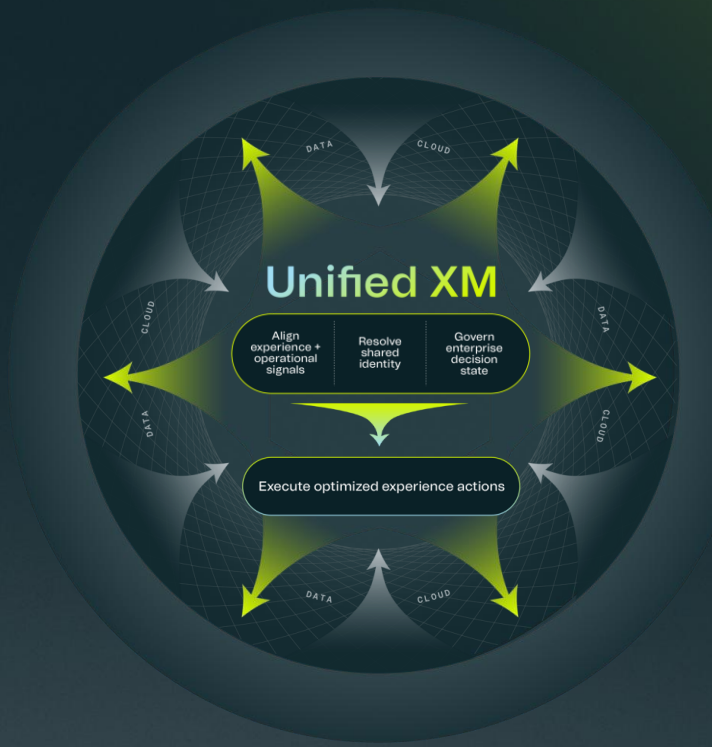 DATA
CLOUD
Unified XM
Align
experience +
operational
signals
Resolve
shared
identity
Govern
enterprise
decision
state
CLOUD
DATA
DATA
CLOUD
Execute optimized experience actions
DATA
CLOUD